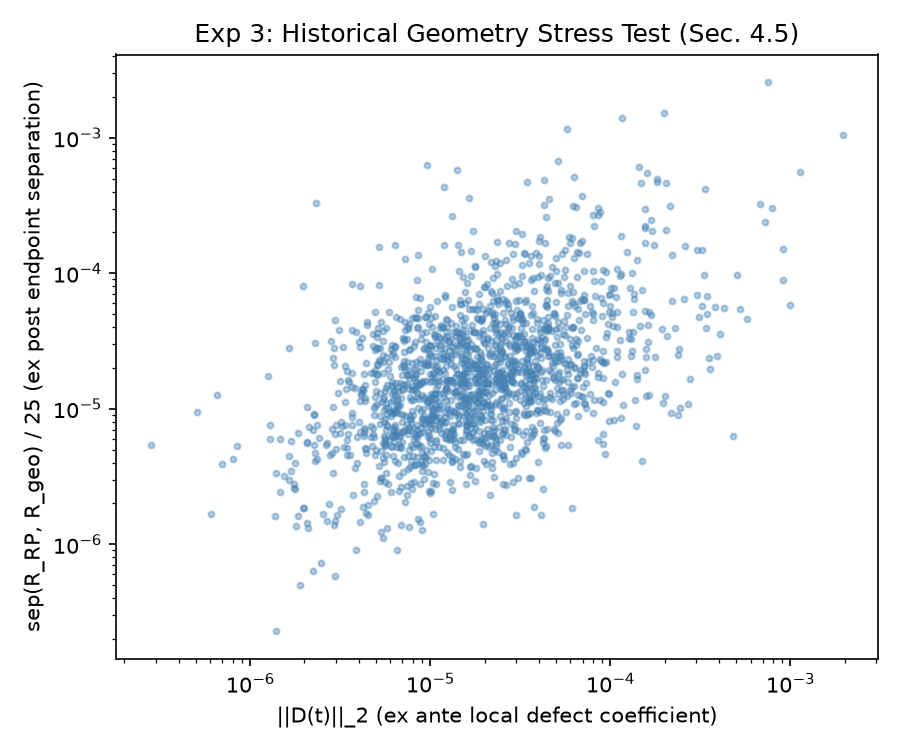 Exp 3: Historical Geometry Stress Test (Sec. 4.5)
sep(R_RP, R_geo) / 25 (ex post endpoint separation)
10⁻³
10⁻⁴
10⁻⁵
10⁻⁶
10⁻⁶ 10⁻⁵ 10⁻⁴ 10⁻³
||D(t)||_2 (ex ante local defect coefficient)